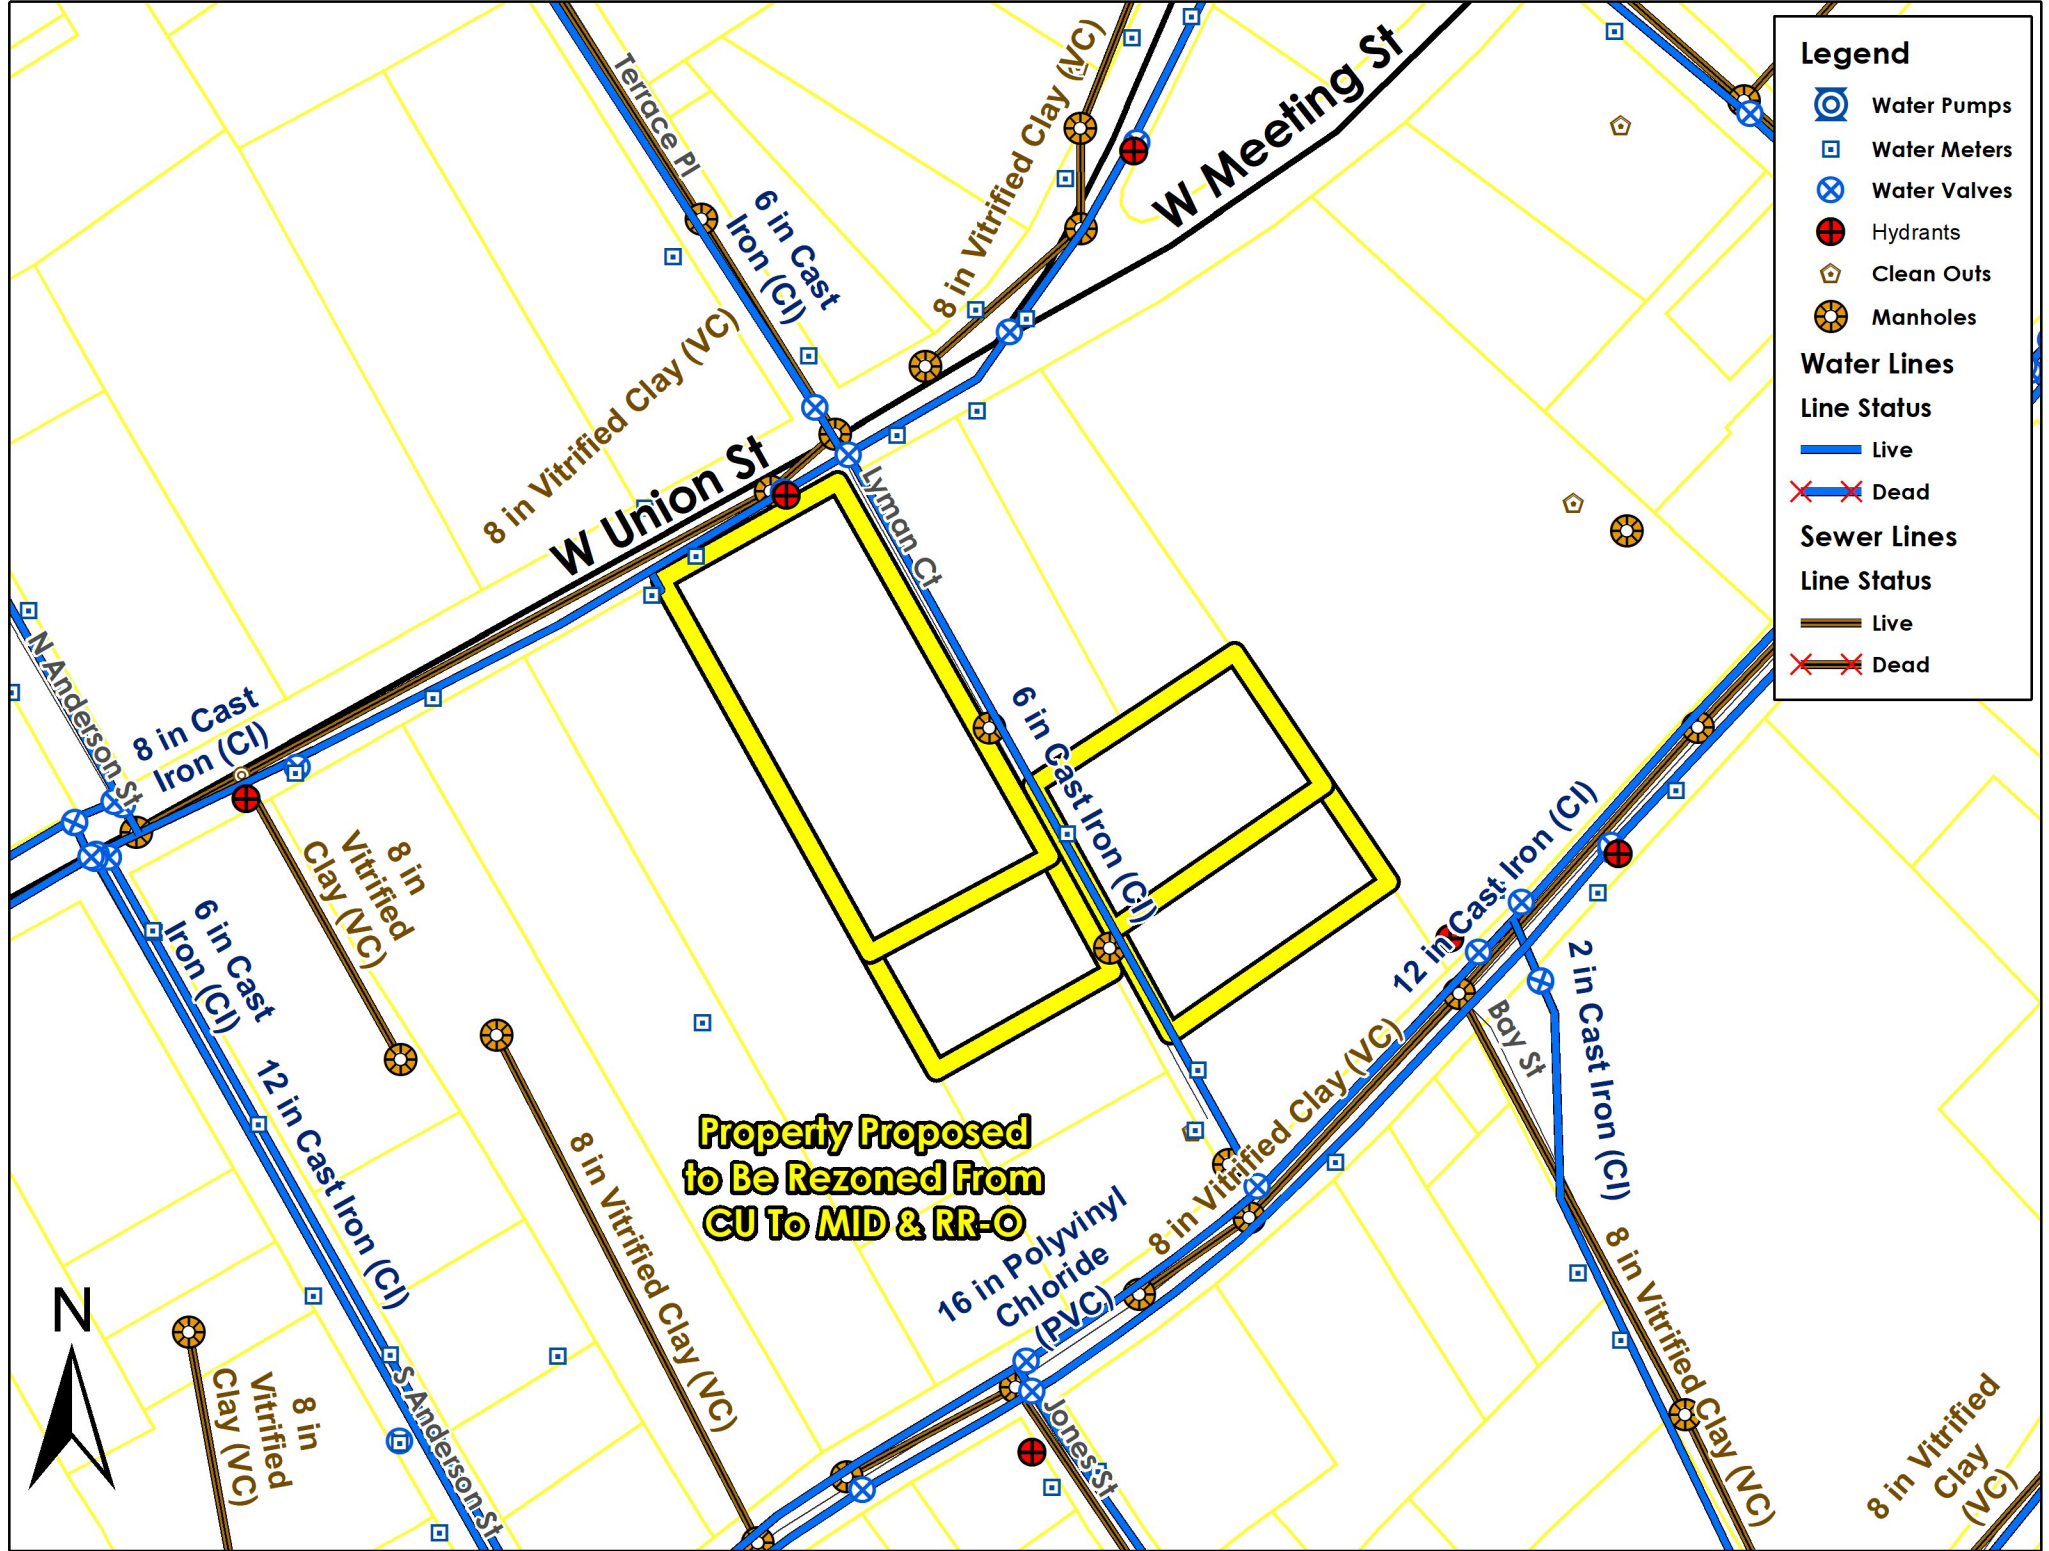 Terrace Pl
6 in Cast
Iron (CI)
8 in Vitrified Clay (VC)
W Meeting St
8 in Vitrified Clay (VC)
W Union St
Lyman Ct
N Anderson St
8 in Cast
Iron (CI)
8 in
Vitrified
Clay (VC)
6 in Cast
Iron (CI)
6 in Cast Iron (CI)
12 in Cast Iron (CI)
2 in Cast Iron (CI)
Bay St
12 in Cast Iron (CI)
8 in Vitrified Clay (VC)
Property Proposed
to Be Rezoned From
CU To MID & RR-O
8 in Vitrified Clay (VC)
16 in Polyvinyl
Chloride
(PVC)
8 in Vitrified Clay (VC)
N
8 in
Vitrified
Clay (VC)
S Anderson St
Jones St
8 in Vitrified
Clay
(VC)
Legend
Water Pumps
Water Meters
Water Valves
Hydrants
Clean Outs
Manholes
Water Lines
Line Status
Live
Dead
Sewer Lines
Line Status
Live
Dead